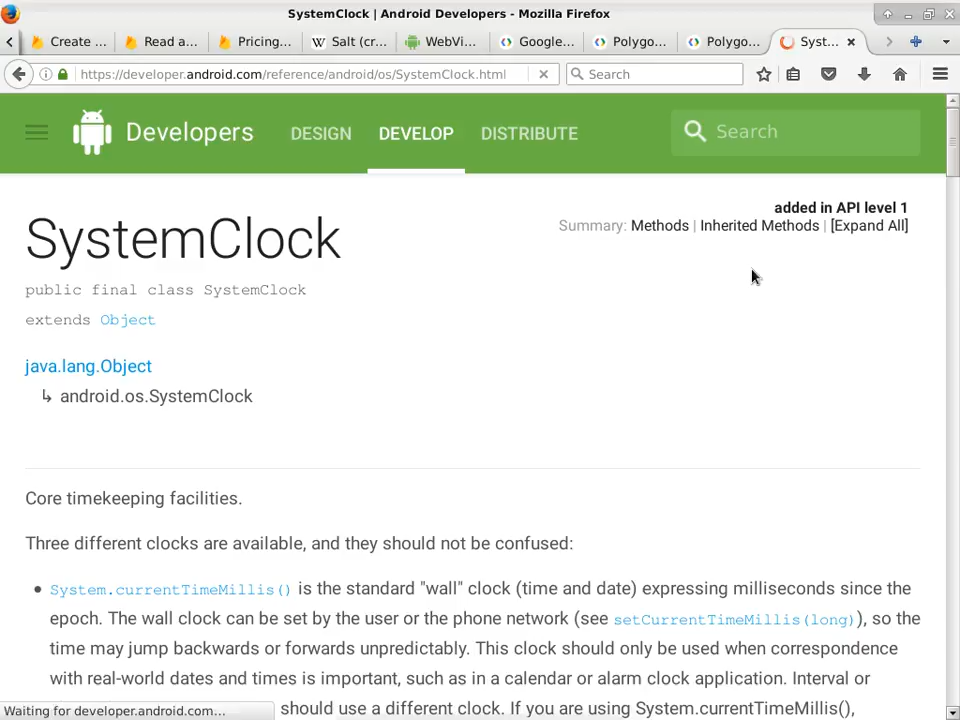 SystemClock | Android Developers - Mozilla Firefox
Create ...
Read a...
Pricing...
Salt (cr...
WebVi...
Google...
Polygo...
Polygo...
Syst...
https://developer.android.com/reference/android/os/SystemClock.html
Search
Developers
DESIGN
DEVELOP
DISTRIBUTE
Search
added in API level 1
Summary: Methods | Inherited Methods | [Expand All]
SystemClock
public final class SystemClock
extends Object
java.lang.Object
↳ android.os.SystemClock
Core timekeeping facilities.
Three different clocks are available, and they should not be confused:
• System.currentTimeMillis() is the standard "wall" clock (time and date) expressing milliseconds since the
epoch. The wall clock can be set by the user or the phone network (see setCurrentTimeMillis(long)), so the
time may jump backwards or forwards unpredictably. This clock should only be used when correspondence
with real-world dates and times is important, such as in a calendar or alarm clock application. Interval or
should use a different clock. If you are using System.currentTimeMillis(),
Waiting for developer.android.com...